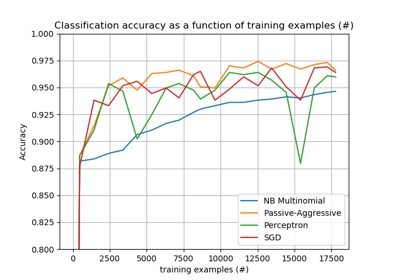 Classification accuracy as a function of training examples (#)
1.000
0.975
0.950
0.925
0.900
0.875
0.850
0.825
0.800
Accuracy
NB Multinomial
Passive-Aggressive
Perceptron
SGD
0 2500 5000 7500 10000 12500 15000 17500
training examples (#)